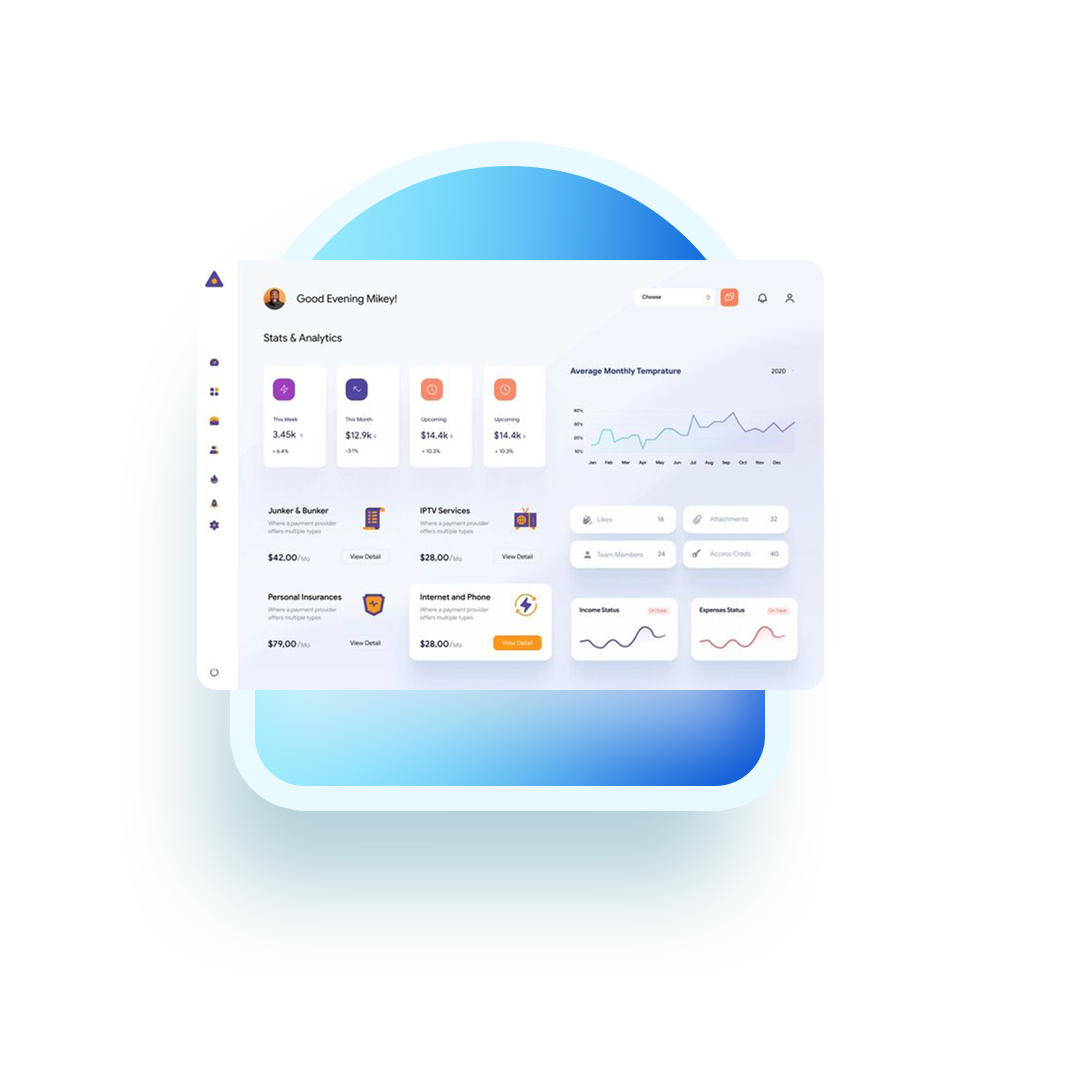 Good Evening Mikey!
Choose
Stats & Analytics
This Week
3.45k
+ 6.4%
This Month
$12.9k
-3.1%
Upcoming
$14.4k
+ 10.3%
Upcoming
$14.4k
+ 10.3%
Average Monthly Temprature
2020
40°c
30°c
20°c
10°c
Jan Feb Mar Apr May Jun Jul Aug Sep Oct Nov Dec
Junker & Bunker
Where a payment provider
offers multiple types
$42,00/Mo
View Detail
IPTV Services
Where a payment provider
offers multiple types
$28,00/Mo
View Detail
Likes 16
Attachments 32
Team Members 24
Access Creds 40
Personal Insurances
Where a payment provider
offers multiple types
$79,00/Mo
View Detail
Internet and Phone
Where a payment provider
offers multiple types
$28,00/Mo
View Detail
Income Status
On Track
Expenses Status
On Track